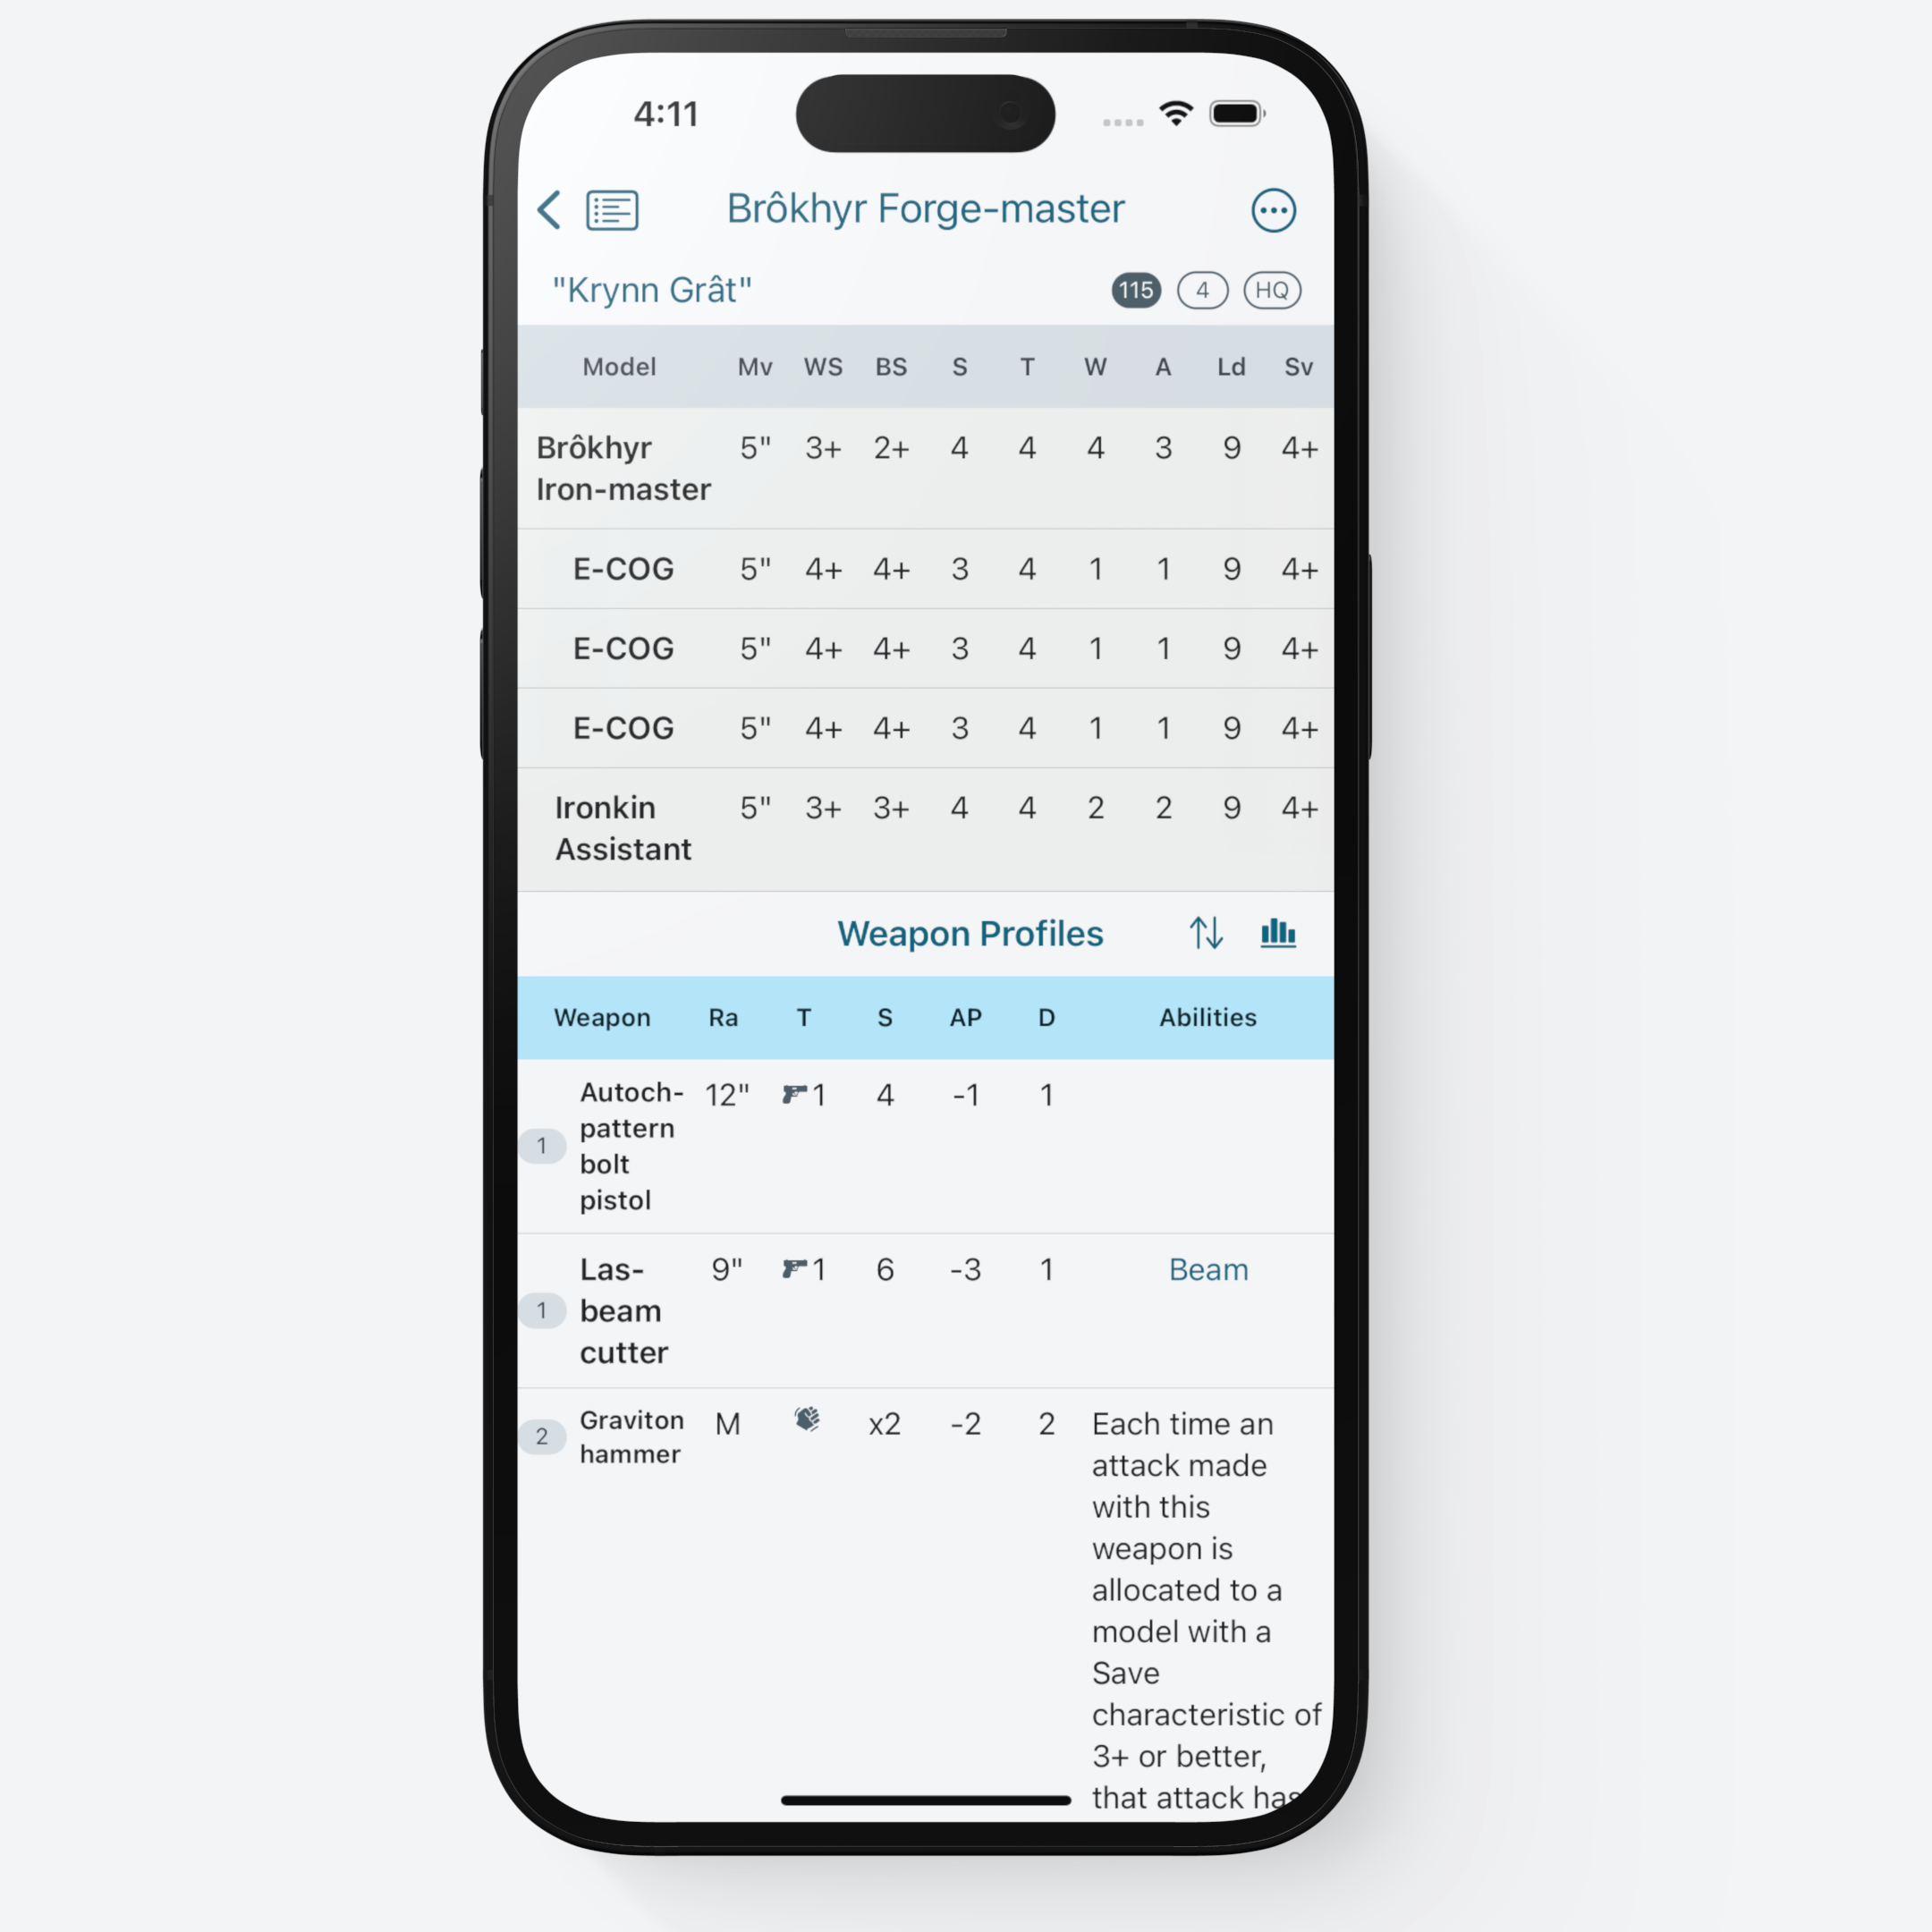 4:11
Brôkhyr Forge-master
"Krynn Grât" 115 4 HQ
Model Mv WS BS S T W A Ld Sv
Brôkhyr 5" 3+ 2+ 4 4 4 3 9 4+
Iron-master
E-COG 5" 4+ 4+ 3 4 1 1 9 4+
E-COG 5" 4+ 4+ 3 4 1 1 9 4+
E-COG 5" 4+ 4+ 3 4 1 1 9 4+
Ironkin 5" 3+ 3+ 4 4 2 2 9 4+
Assistant
Weapon Profiles
Weapon Ra T S AP D Abilities
Autoch- 12" 1 4 -1 1
pattern
1
bolt
pistol
Las- 9" 1 6 -3 1 Beam
1 beam
cutter
2 Graviton M x2 -2 2 Each time an
hammer
attack made
with this
weapon is
allocated to a
model with a
Save
characteristic of
3+ or better,
that attack has